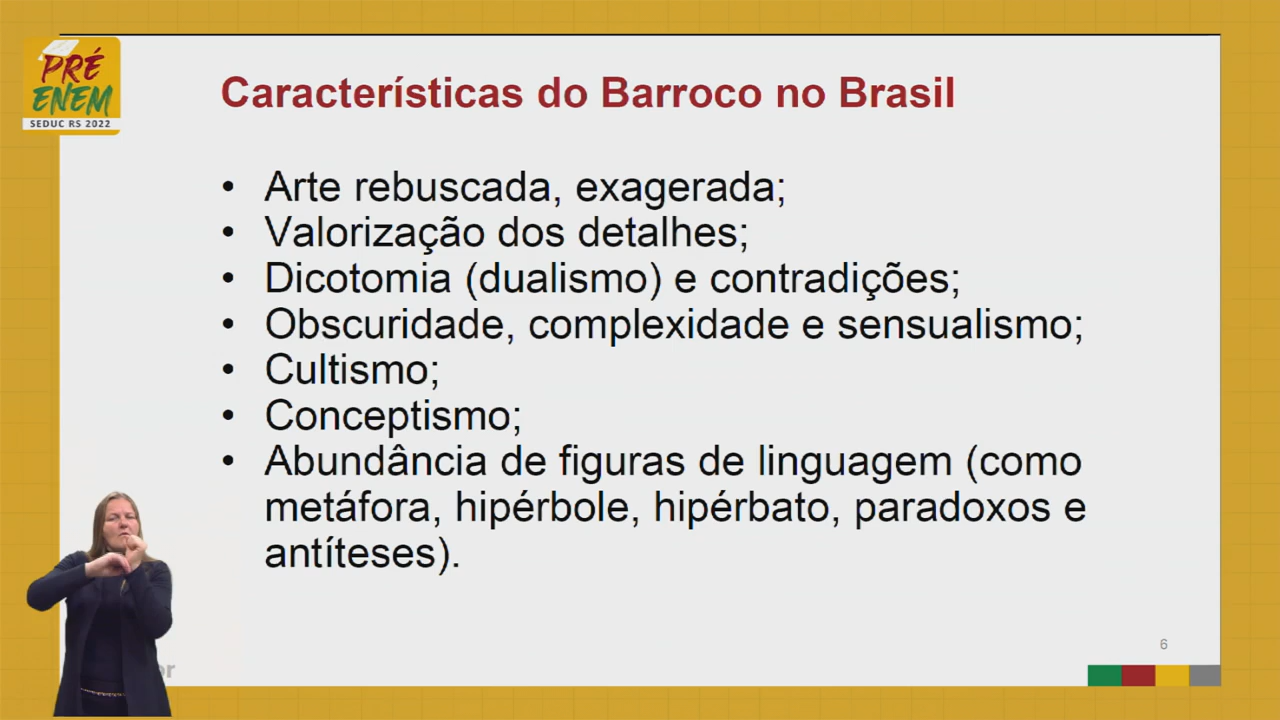 PRÉ
ENEM
SEDUC RS 2022
Características do Barroco no Brasil
• Arte rebuscada, exagerada;
• Valorização dos detalhes;
• Dicotomia (dualismo) e contradições;
• Obscuridade, complexidade e sensualismo;
• Cultismo;
• Conceptismo;
• Abundância de figuras de linguagem (como
metáfora, hipérbole, hipérbato, paradoxos e
antíteses).
6